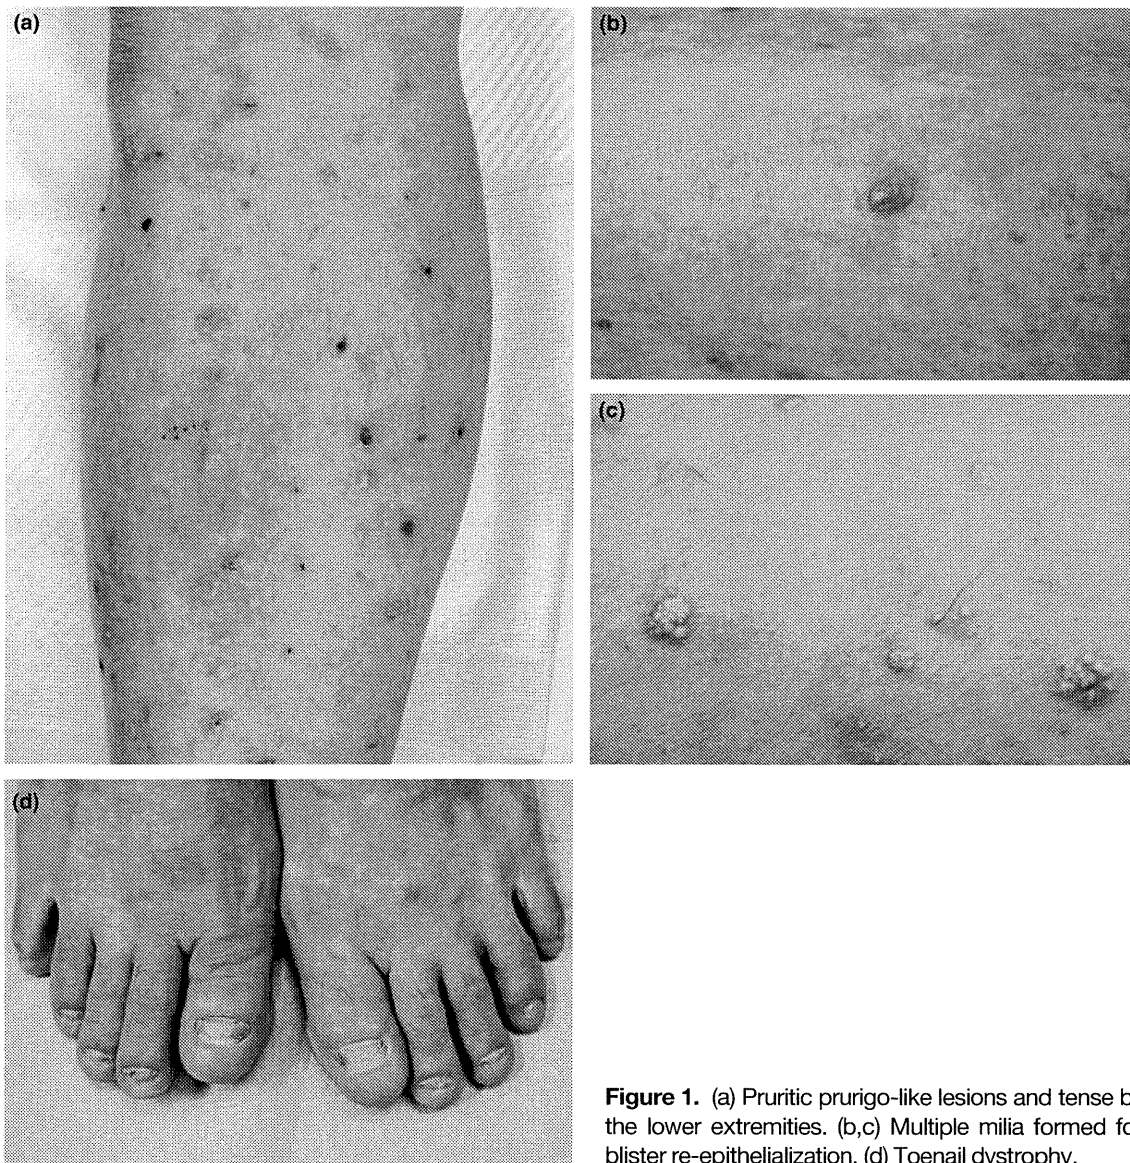 (a)
(b)
(c)
(d)
Figure 1. (a) Pruritic prurigo-like lesions and tense
the lower extremities. (b,c) Multiple milia formed
blister re-epithelialization. (d) Toenail dystrophy.